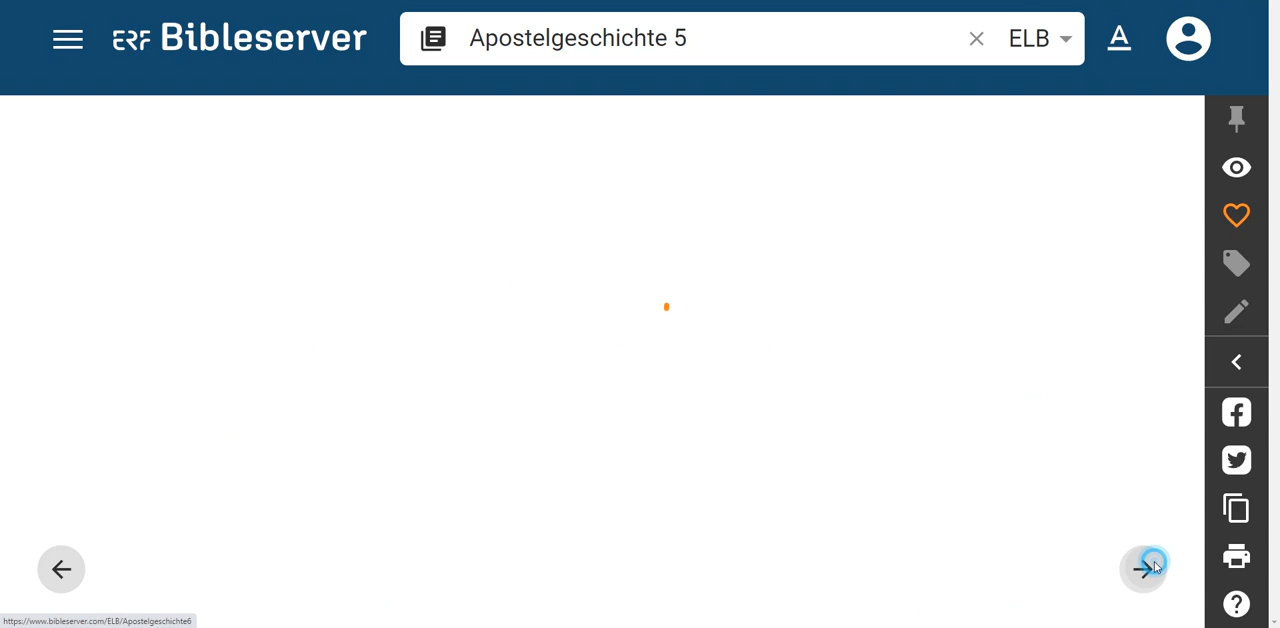 ERF Bibleserver
Apostelgeschichte 5
ELB
A
https://www.bibleserver.com/ELB/Apostelgeschichte6